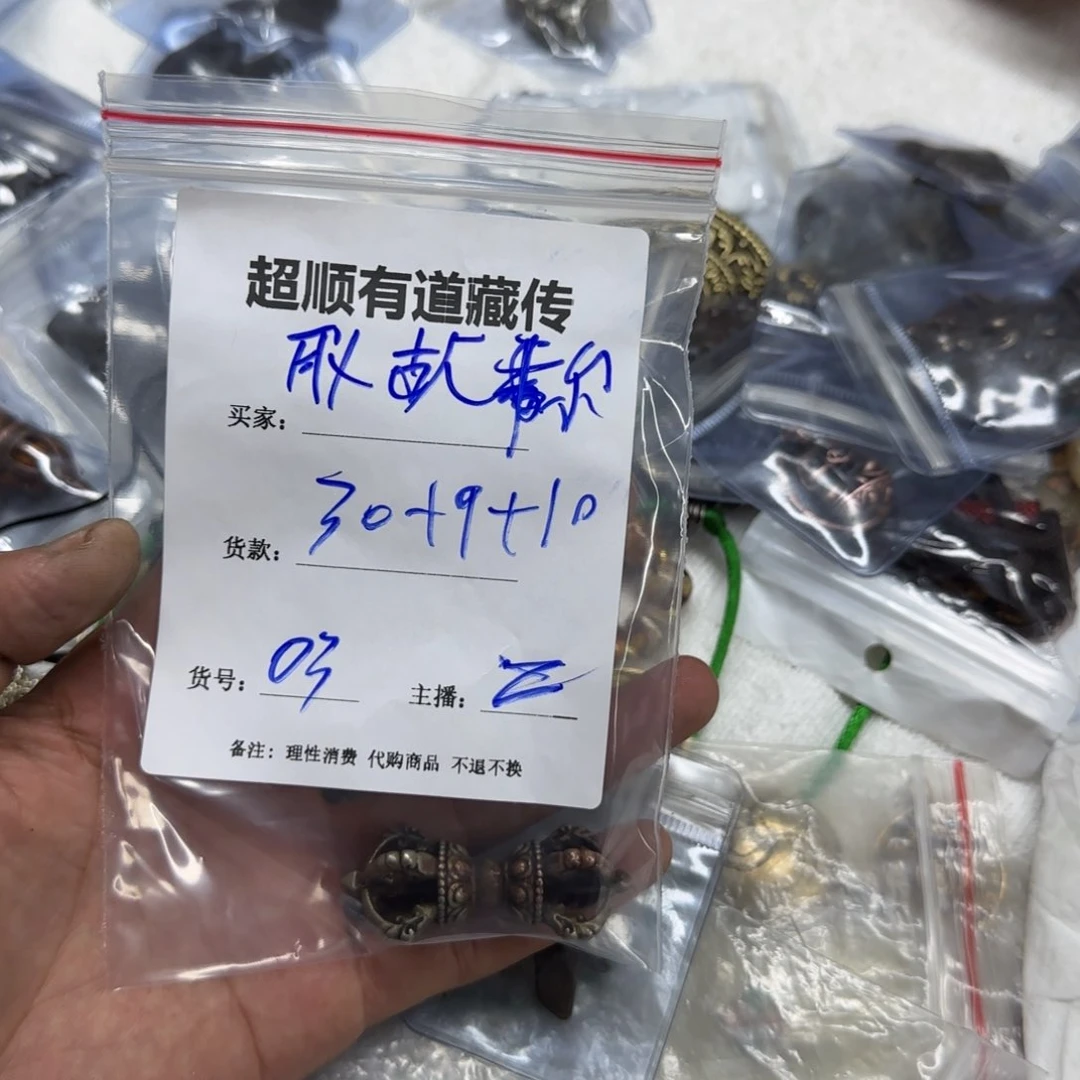 超顺有道藏传
买家：
货款：30+9+10
货号：03 主播：
备注：理性消费 代购商品 不退不换